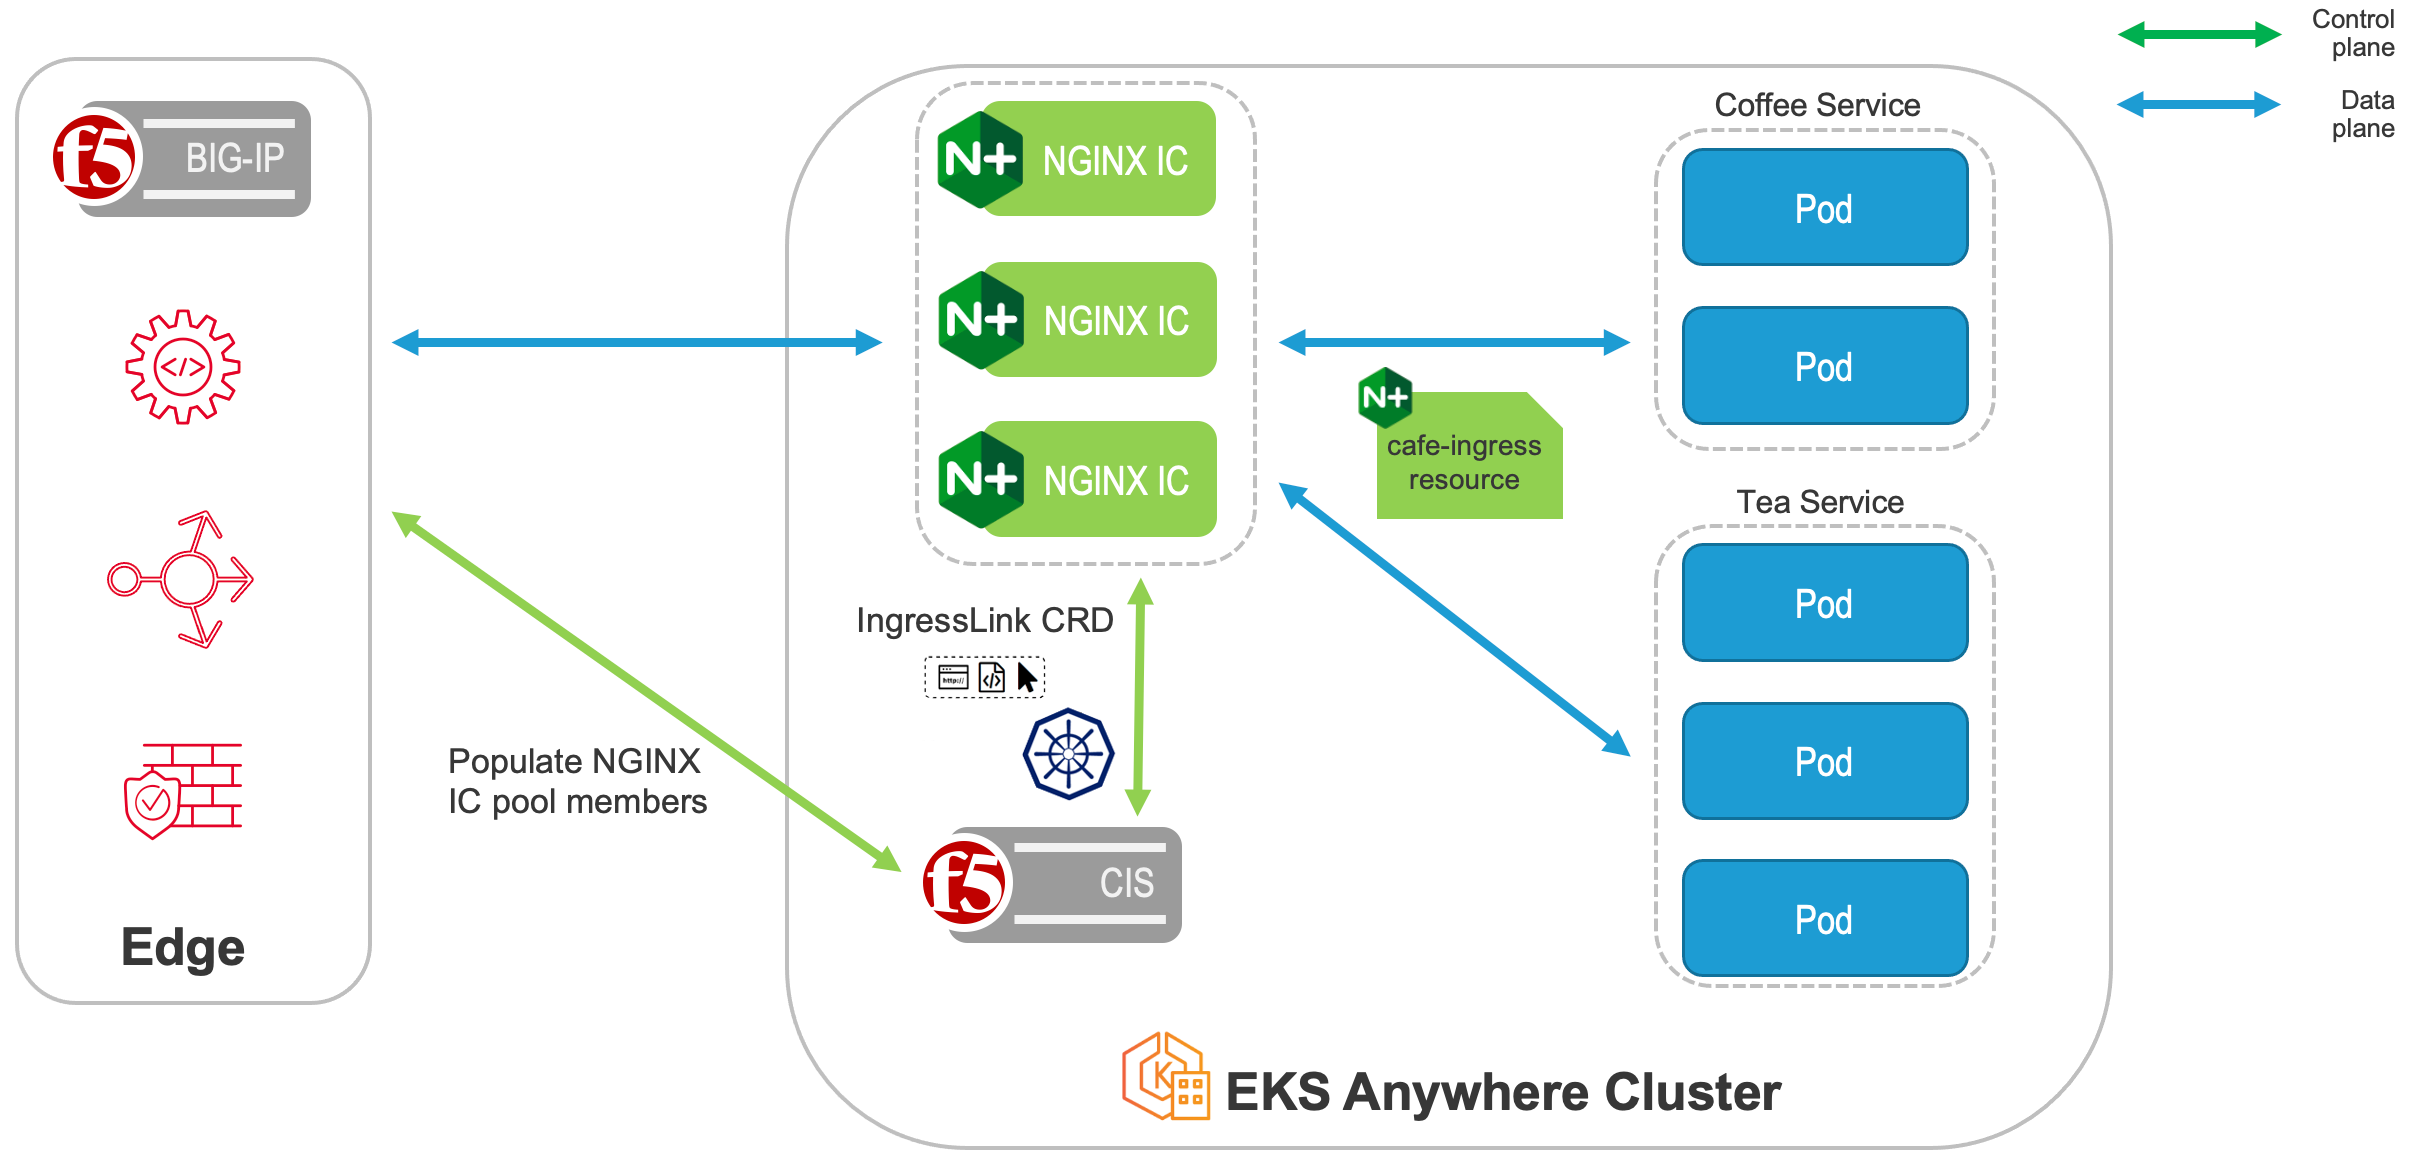 Control
plane
Data
plane
f5
BIG-IP
</>
Edge
Populate NGINX
IC pool members
N+
NGINX IC
N+
NGINX IC
N+
NGINX IC
IngressLink CRD
http://
</>
f5
CIS
N+
cafe-ingress
resource
Coffee Service
Pod
Pod
Tea Service
Pod
Pod
Pod
K
EKS Anywhere Cluster